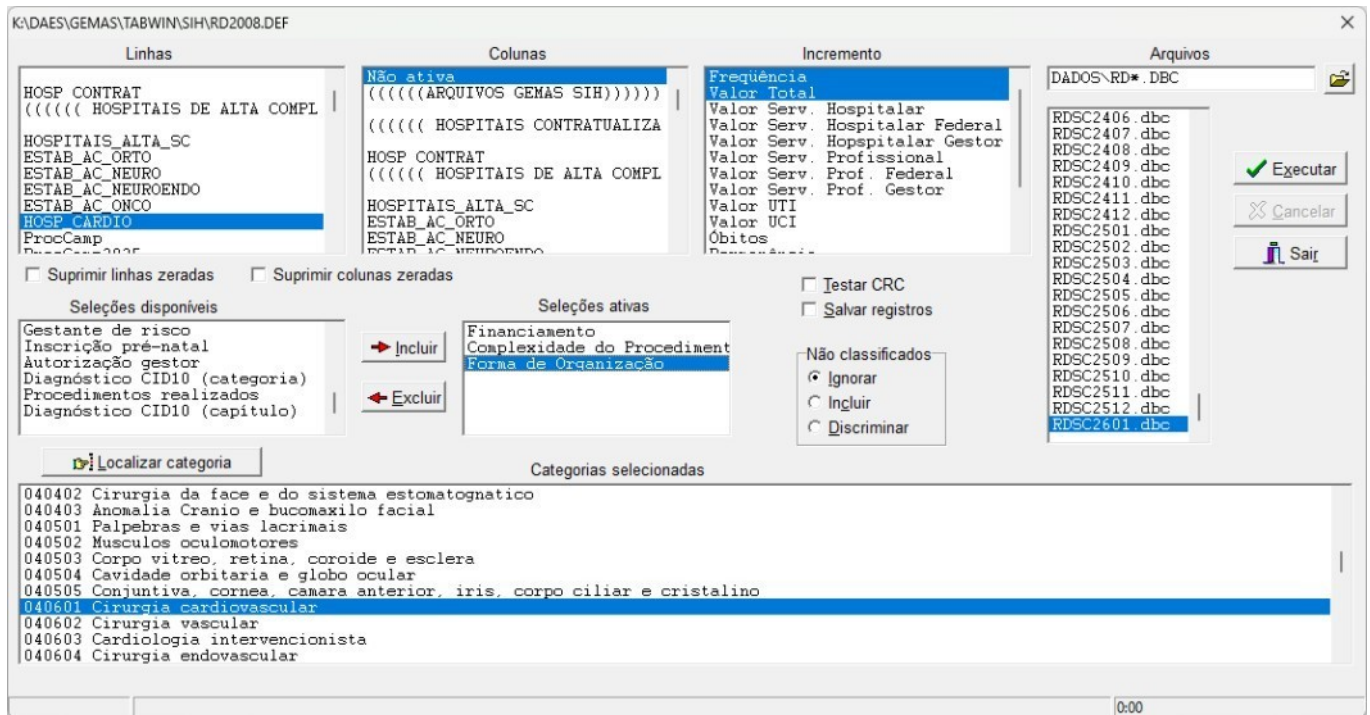 K:\DAES\GEMAS\TABWIN\SIH\RD2008.DEF
Linhas
HOSP CONTRAT
(((((( HOSPITAIS DE ALTA COMPL
HOSPITAIS_ALTA_SC
ESTAB_AC_ORTO
ESTAB_AC_NEURO
ESTAB_AC_NEUROENDO
ESTAB_AC_ONCO
HOSP_CARDIO
ProcCamp
Colunas
Não ativa
((((((ARQUIVOS GEMAS SIH))))))
(((((( HOSPITAIS CONTRATUALIZA
HOSP CONTRAT
(((((( HOSPITAIS DE ALTA COMPL
HOSPITAIS_ALTA_SC
ESTAB_AC_ORTO
ESTAB_AC_NEURO
ESTAB_AC_NEUROENDO
Incremento
Freqüência
Valor Total
Valor Serv. Hospitalar
Valor Serv. Hospitalar Federal
Valor Serv. Hopspitalar Gestor
Valor Serv. Profissional
Valor Serv. Prof. Federal
Valor Serv. Prof. Gestor
Valor UTI
Valor UCI
Óbitos
Arquivos
DADOS\RD*.DBC
RDSC2406.dbc
RDSC2407.dbc
RDSC2408.dbc
RDSC2409.dbc
RDSC2410.dbc
RDSC2411.dbc
RDSC2412.dbc
RDSC2501.dbc
RDSC2502.dbc
RDSC2503.dbc
RDSC2504.dbc
RDSC2505.dbc
RDSC2506.dbc
RDSC2507.dbc
RDSC2508.dbc
RDSC2509.dbc
RDSC2510.dbc
RDSC2511.dbc
RDSC2512.dbc
RDSC2601.dbc
Executar
Cancelar
Sair
Suprimir linhas zeradas
Suprimir colunas zeradas
Testar CRC
Salvar registros
Seleções disponíveis
Gestante de risco
Inscrição pré-natal
Autorização gestor
Diagnóstico CID10 (categoria)
Procedimentos realizados
Diagnóstico CID10 (capítulo)
Incluir
Excluir
Seleções ativas
Financiamento
Complexidade do Procediment
Forma de Organização
Não classificados
Ignorar
Incluir
Discriminar
Localizar categoria
Categorias selecionadas
040402 Cirurgia da face e do sistema estomatognatico
040403 Anomalia Cranio e bucomaxilo facial
040501 Palpebras e vias lacrimais
040502 Musculos oculomotores
040503 Corpo vitreo, retina, coroide e esclera
040504 Cavidade orbitaria e globo ocular
040505 Conjuntiva, cornea, camara anterior, iris, corpo ciliar e cristalino
040601 Cirurgia cardiovascular
040602 Cirurgia vascular
040603 Cardiologia intervencionista
040604 Cirurgia endovascular
0:00